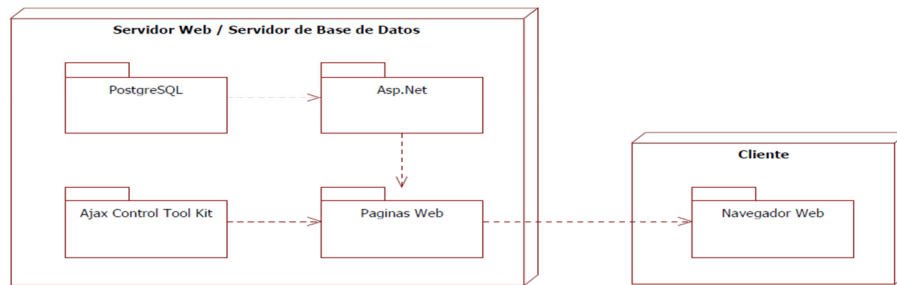 Servidor Web / Servidor de Base de Datos
PostgreSQL
Asp.Net
Cliente
Ajax Control Tool Kit
Paginas Web
Navegador Web